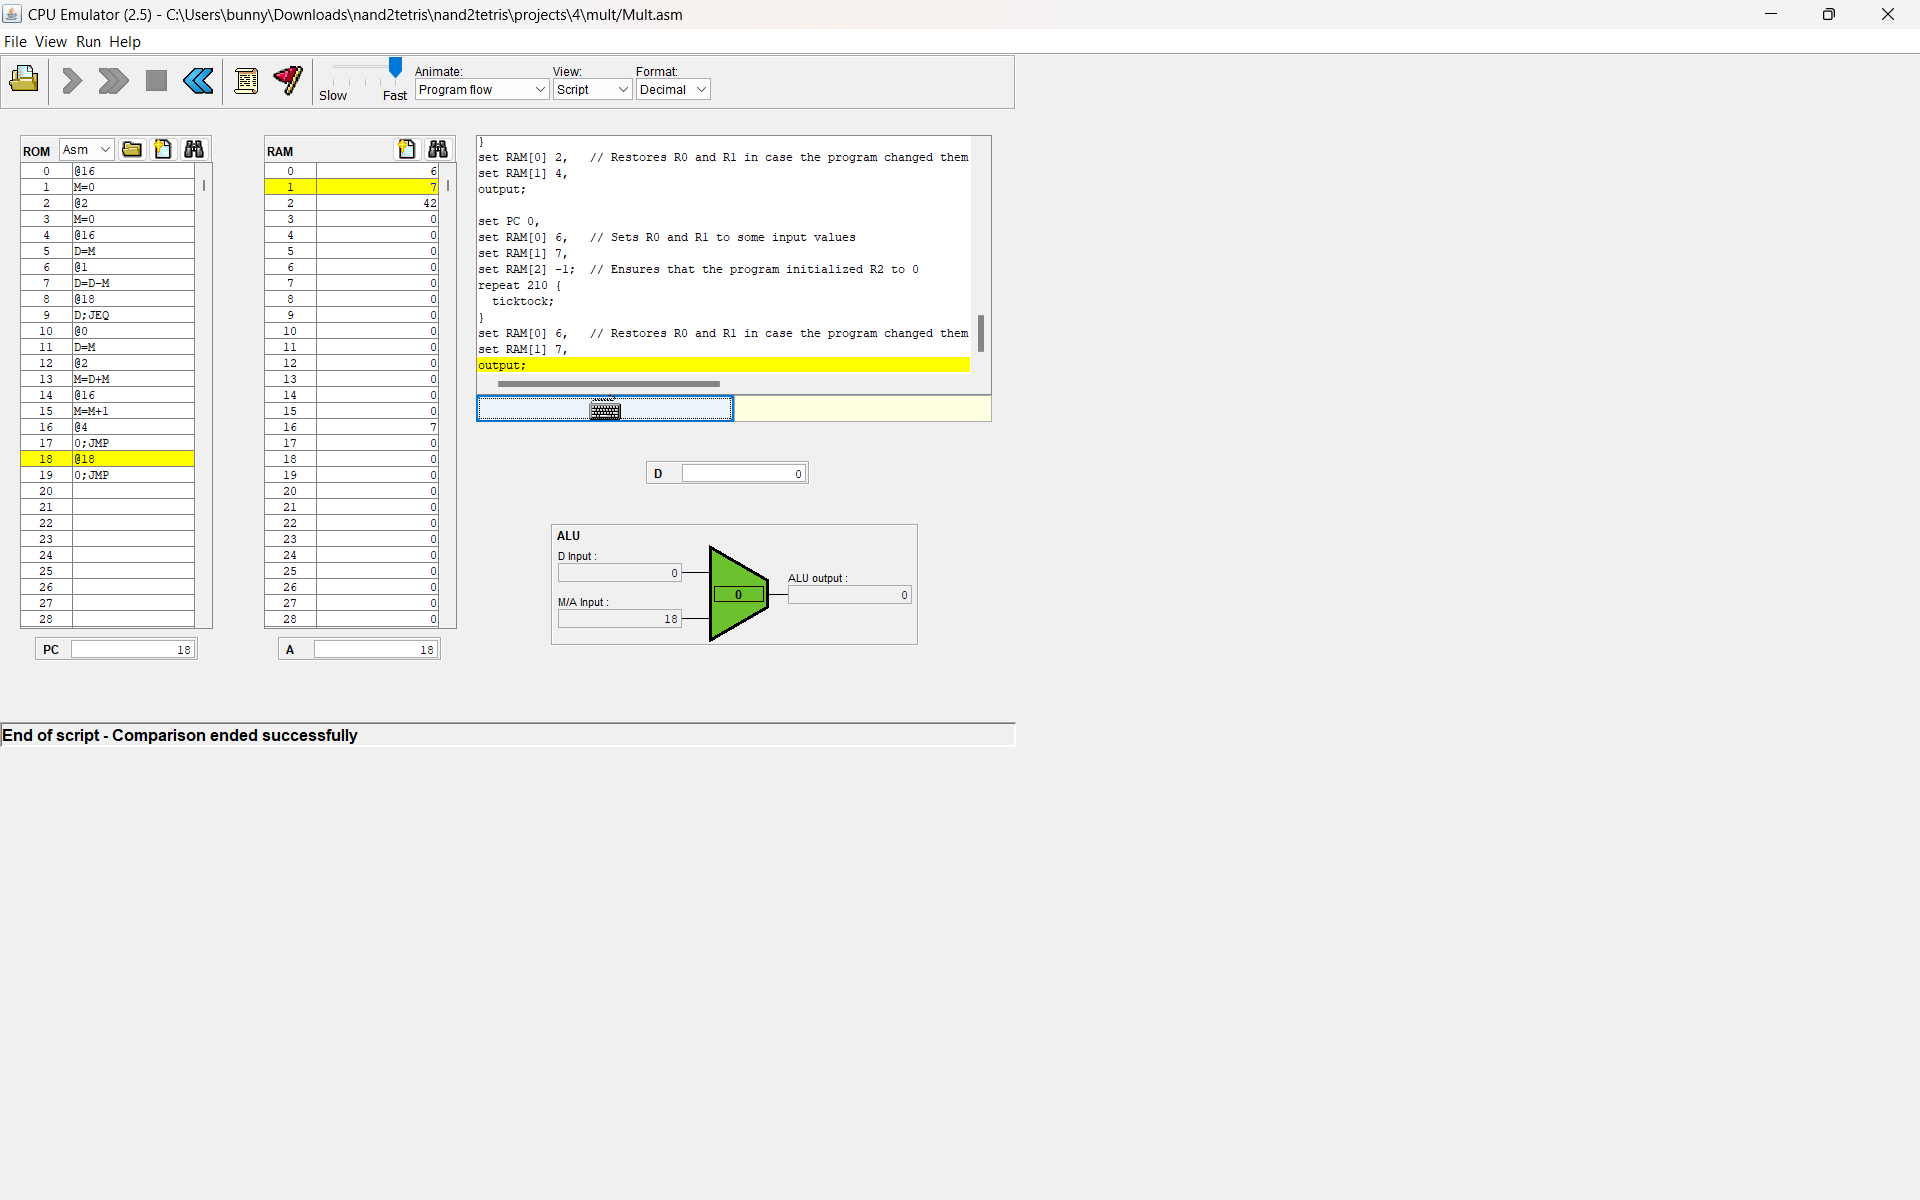 CPU Emulator (2.5) - C:\Users\bunny\Downloads\nand2tetris\nand2tetris\projects\4\mult/Mult.asm
File View Run Help
Slow Fast
Animate:
Program flow
View:
Script
Format:
Decimal
ROM Asm
0 @16
1 M=0
2 @2
3 M=0
4 @16
5 D=M
6 @1
7 D=D-M
8 @18
9 D;JEQ
10 @0
11 D=M
12 @2
13 M=D+M
14 @16
15 M=M+1
16 @4
17 0;JMP
18 @18
19 0;JMP
20
21
22
23
24
25
26
27
28
PC 18
RAM
0 6
1 7
2 42
3 0
4 0
5 0
6 0
7 0
8 0
9 0
10 0
11 0
12 0
13 0
14 0
15 0
16 7
17 0
18 0
19 0
20 0
21 0
22 0
23 0
24 0
25 0
26 0
27 0
28 0
A 18
}
set RAM[0] 2, // Restores R0 and R1 in case the program changed them
set RAM[1] 4,
output;
set PC 0,
set RAM[0] 6, // Sets R0 and R1 to some input values
set RAM[1] 7,
set RAM[2] -1; // Ensures that the program initialized R2 to 0
repeat 210 {
ticktock;
}
set RAM[0] 6, // Restores R0 and R1 in case the program changed them
set RAM[1] 7,
output;
D 0
ALU
D Input :
0
M/A Input :
18
0
ALU output :
0
End of script - Comparison ended successfully